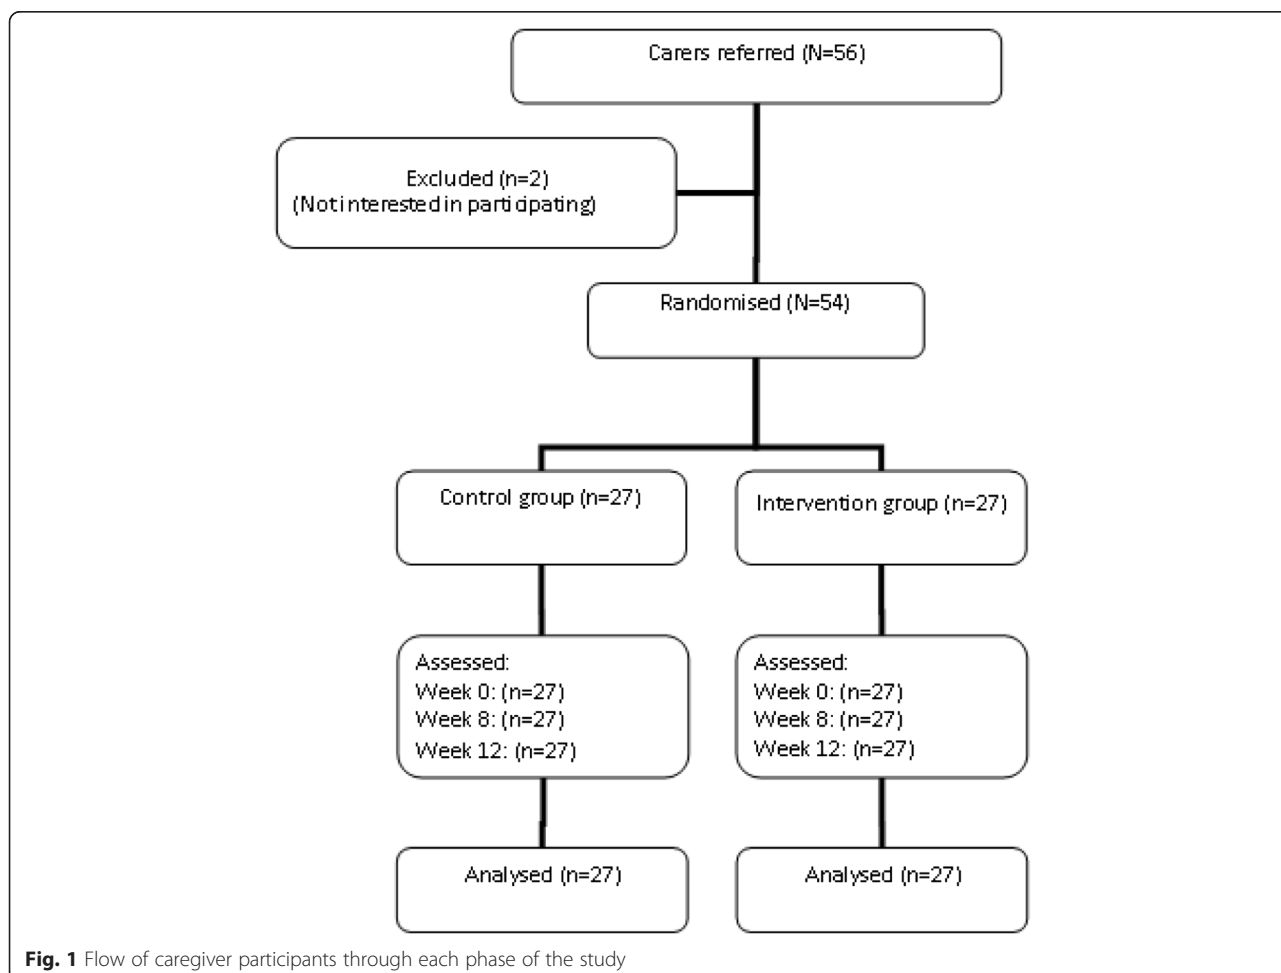 Carers referred (N=56)
Excluded (n=2)
(Not interested in participating)
Randomised (N=54)
Control group (n=27)
Intervention group (n=27)
Assessed:
Week 0: (n=27)
Week 8: (n=27)
Week 12: (n=27)
Assessed:
Week 0: (n=27)
Week 8: (n=27)
Week 12: (n=27)
Analysed (n=27)
Analysed (n=27)
Fig. 1 Flow of caregiver participants through each phase of the study